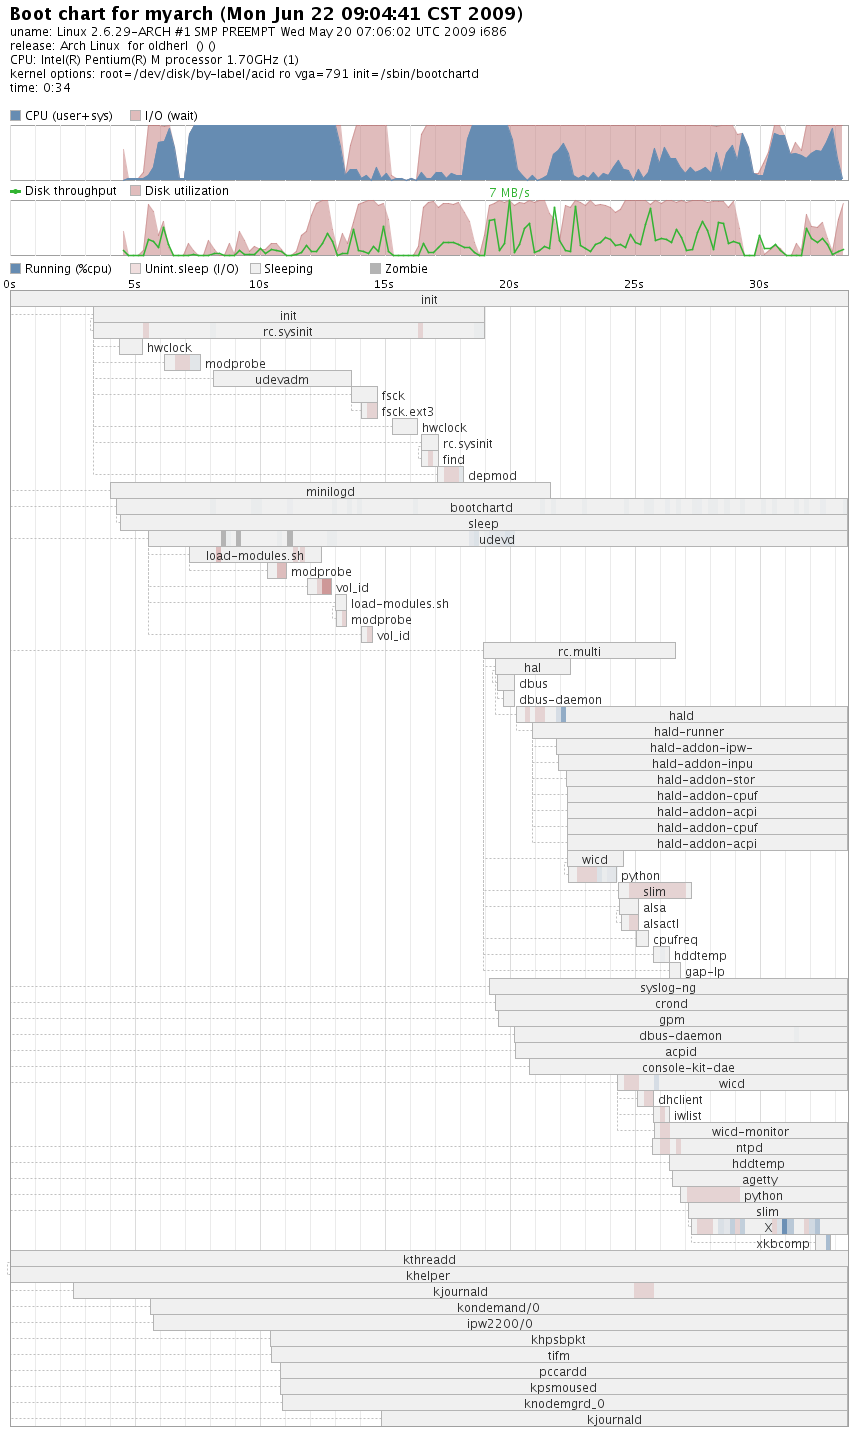 Boot chart for myarch (Mon Jun 22 09:04:41 CST 2009)
uname: Linux 2.6.29-ARCH #1 SMP PREEMPT Wed May 20 07:06:02 UTC 2009 i686
release: Arch Linux for oldherl () ()
CPU: Intel(R) Pentium(R) M processor 1.70GHz (1)
kernel options: root=/dev/disk/by-label/acid ro vga=791 init=/sbin/bootchartd
time: 0:34
CPU (user+sys) I/O (wait)
Disk throughput Disk utilization 7 MB/s
Running (%cpu) Unint.sleep (I/O) Sleeping Zombie
0s 5s 10s 15s 20s 25s 30s
init
init
rc.sysinit
hwclock
modprobe
udevadm
fsck
fsck.ext3
hwclock
rc.sysinit
find
depmod
minilogd
bootchartd
sleep
udevd
load-modules.sh
modprobe
vol_id
load-modules.sh
modprobe
vol_id
rc.multi
hal
dbus
dbus-daemon
hald
hald-runner
hald-addon-ipw-
hald-addon-inpu
hald-addon-stor
hald-addon-cpuf
hald-addon-acpi
hald-addon-cpuf
hald-addon-acpi
wicd
python
slim
alsa
alsactl
cpufreq
hddtemp
gap-lp
syslog-ng
crond
gpm
dbus-daemon
acpid
console-kit-dae
wicd
dhclient
iwlist
wicd-monitor
ntpd
hddtemp
agetty
python
slim
X
xkbcomp
kthreadd
khelper
kjournald
kondemand/0
ipw2200/0
khpsbpkt
tifm
pccardd
kpsmoused
knodemgrd_0
kjournald